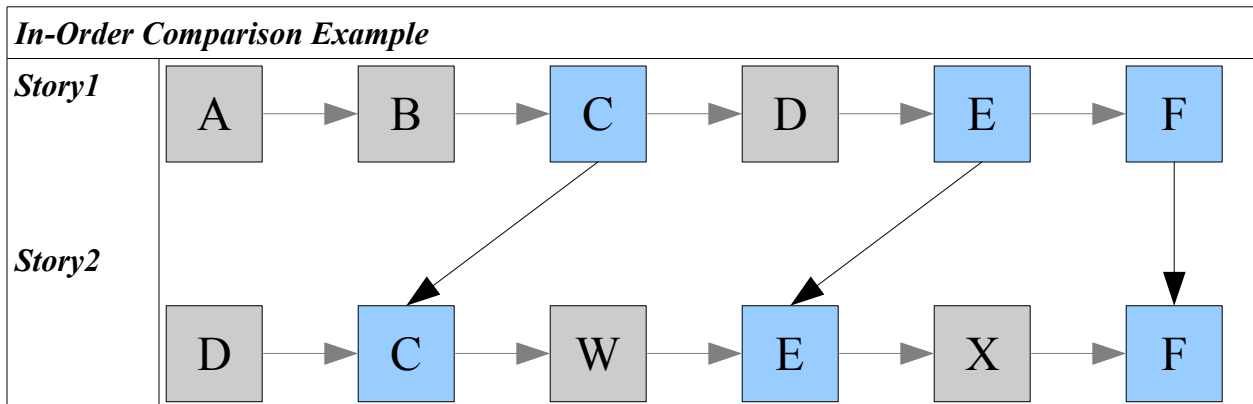 In-Order Comparison Example
Story1
A B C D E F
Story2
D C W E X F